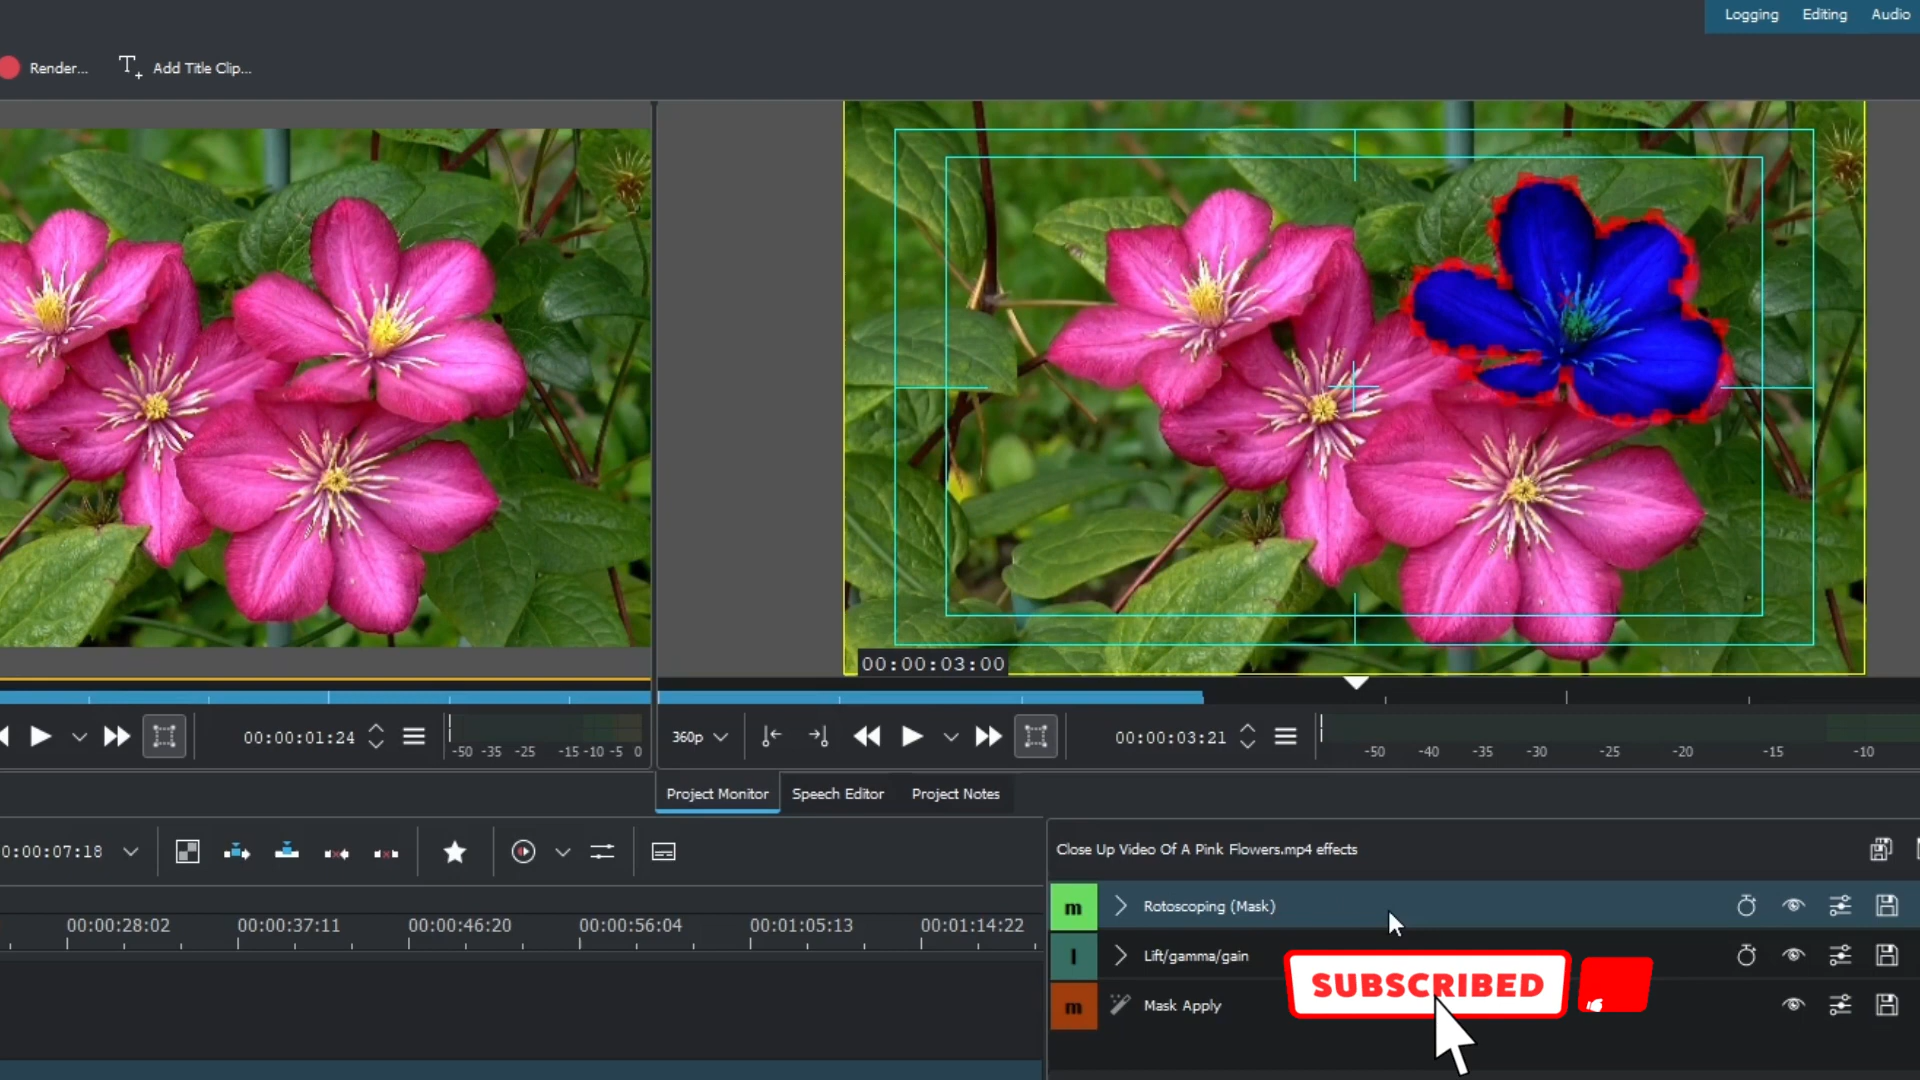 Logging Editing Audio
Render... Add Title Clip...
00:00:03:00
00:00:01:24
-50 -35 -25 -15 -10 -5 0
360p
00:00:03:21
-50 -40 -35 -30 -25 -20 -15 -10
Project Monitor Speech Editor Project Notes
0:00:07:18
Close Up Video Of A Pink Flowers.mp4 effects
m Rotoscoping (Mask)
00:00:28:02 00:00:37:11 00:00:46:20 00:00:56:04 00:01:05:13 00:01:14:22
l Lift/gamma/gain
SUBSCRIBED
m Mask Apply